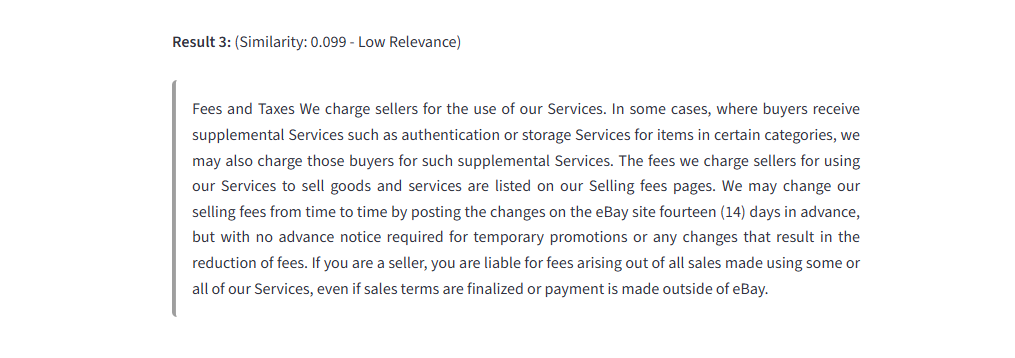 Result 3: (Similarity: 0.099 - Low Relevance)
Fees and Taxes We charge sellers for the use of our Services. In some cases, where buyers receive
supplemental Services such as authentication or storage Services for items in certain categories, we
may also charge those buyers for such supplemental Services. The fees we charge sellers for using
our Services to sell goods and services are listed on our Selling fees pages. We may change our
selling fees from time to time by posting the changes on the eBay site fourteen (14) days in advance,
but with no advance notice required for temporary promotions or any changes that result in the
reduction of fees. If you are a seller, you are liable for fees arising out of all sales made using some or
all of our Services, even if sales terms are finalized or payment is made outside of eBay.